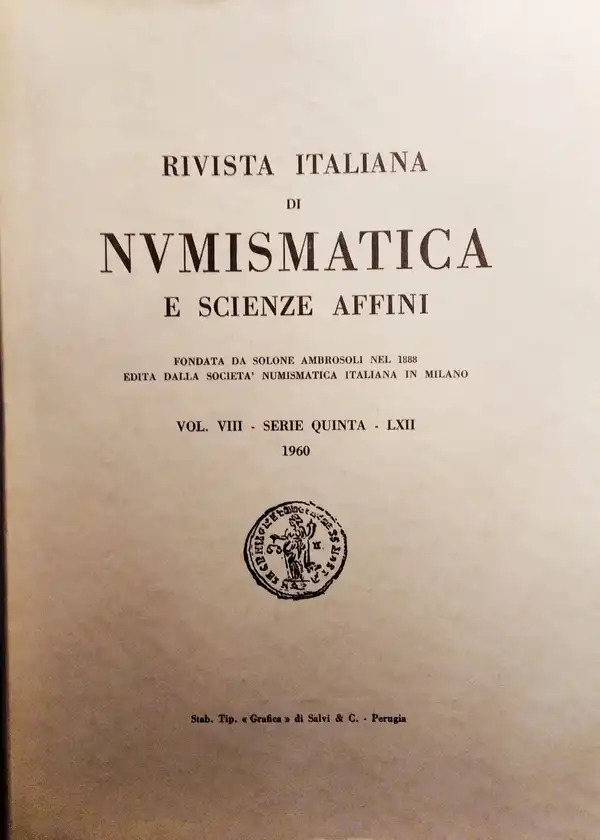 RIVISTA ITALIANA
DI
NVMISMATICA
E SCIENZE AFFINI
FONDATA DA SOLONE AMBROSOLI NEL 1888
EDITA DALLA SOCIETA' NUMISMATICA ITALIANA IN MILANO
VOL. VIII - SERIE QUINTA - LXII
1960
Stab. Tip. « Grafica » di Salvi & C. - Perugia